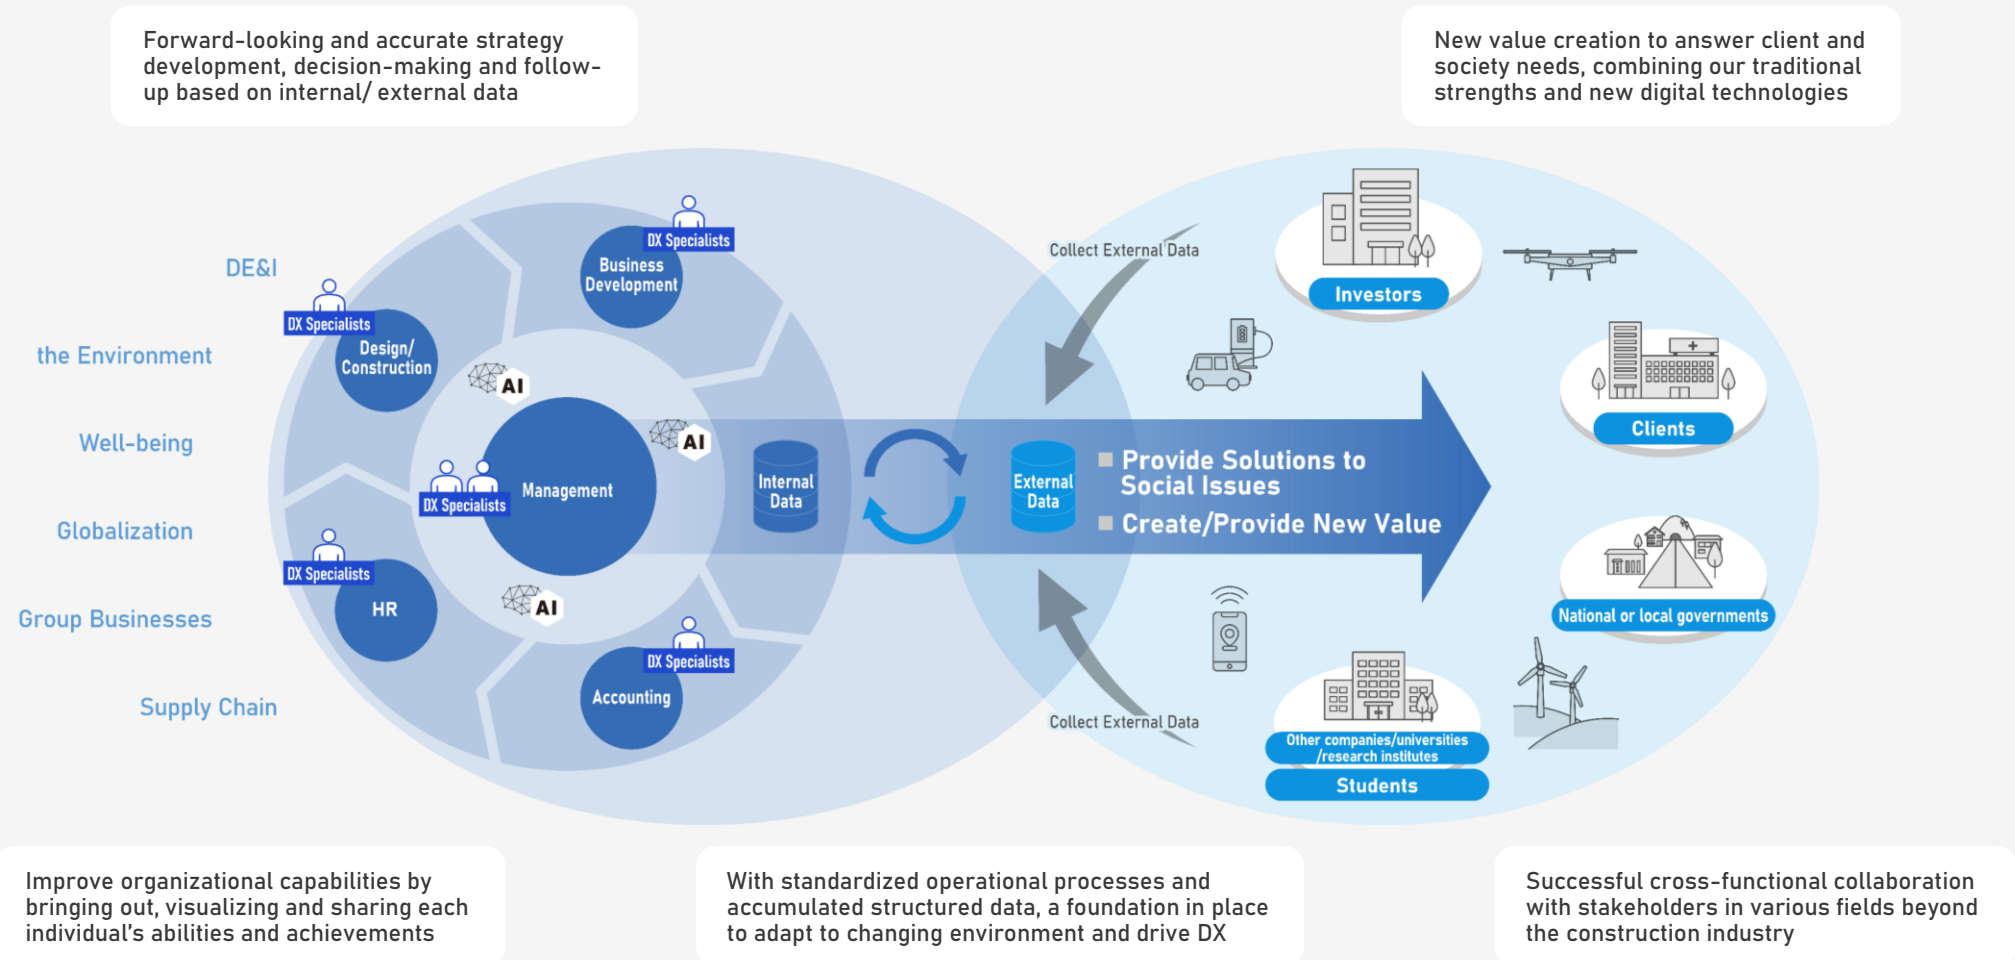 Forward-looking and accurate strategy
development, decision-making and follow-
up based on internal/ external data
New value creation to answer client and
society needs, combining our traditional
strengths and new digital technologies
DE&I
the Environment
Well-being
Globalization
Group Businesses
Supply Chain
DX Specialists
Business
Development
DX Specialists
Design/
Construction
AI
AI
DX Specialists
Management
DX Specialists
HR
AI
DX Specialists
Accounting
Internal
Data
External
Data
Collect External Data
Provide Solutions to
Social Issues
Create/Provide New Value
Collect External Data
Investors
Clients
National or local governments
Other companies/universities
/research institutes
Students
Improve organizational capabilities by
bringing out, visualizing and sharing each
individual's abilities and achievements
With standardized operational processes and
accumulated structured data, a foundation in place
to adapt to changing environment and drive DX
Successful cross-functional collaboration
with stakeholders in various fields beyond
the construction industry